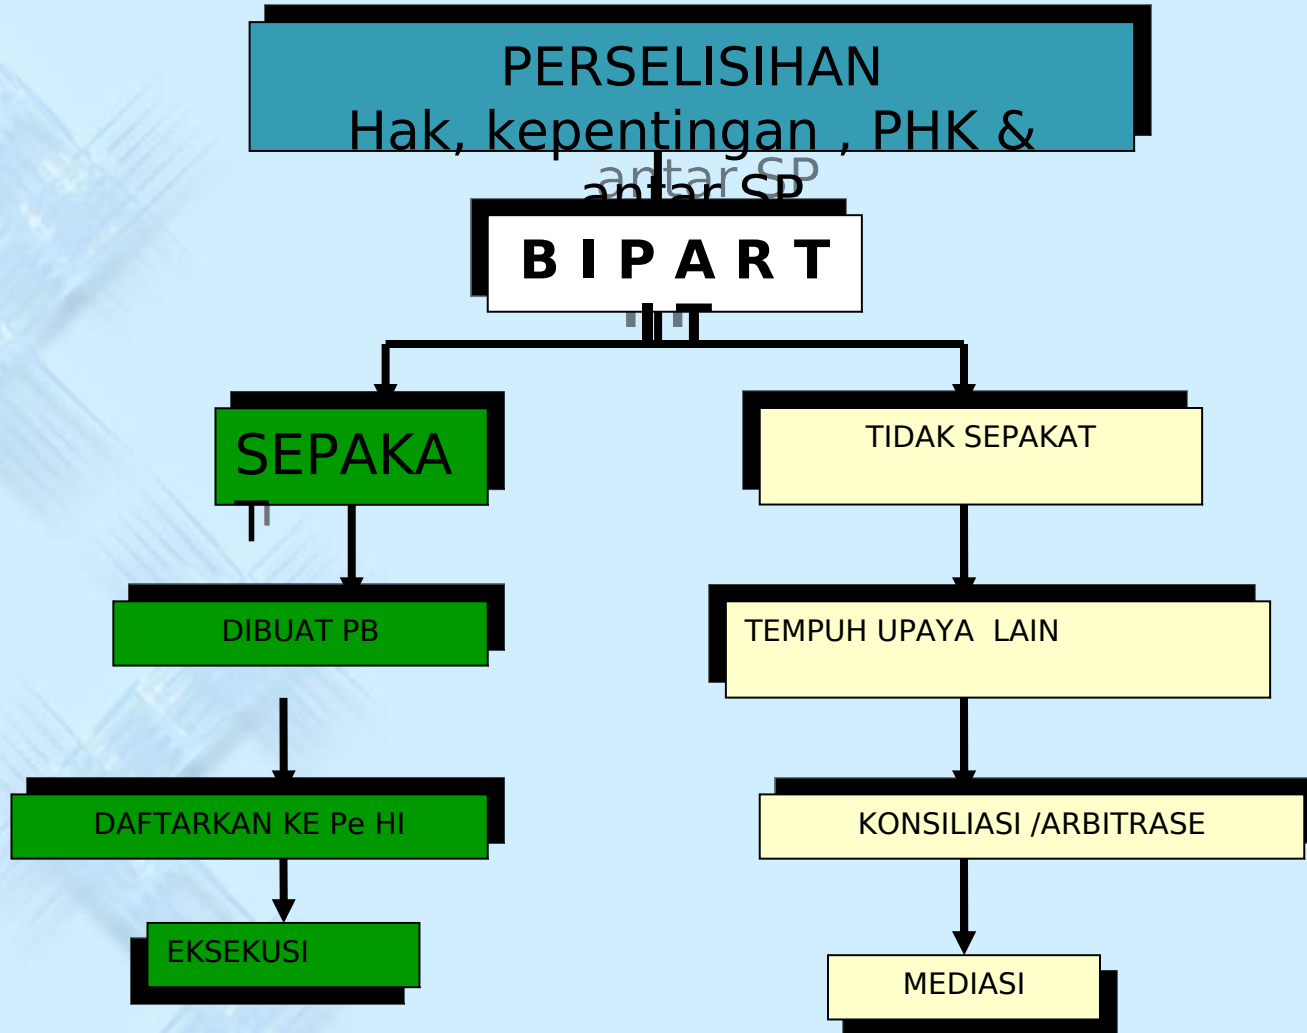 PERSELISIHAN
Hak, kepentingan , PHK &
antar SP
B I P A R T
I T
SEPAKA
T
TIDAK SEPAKAT
DIBUAT PB
TEMPUH UPAYA  LAIN
DAFTARKAN KE Pe HI
KONSILIASI /ARBITRASE
EKSEKUSI
MEDIASI